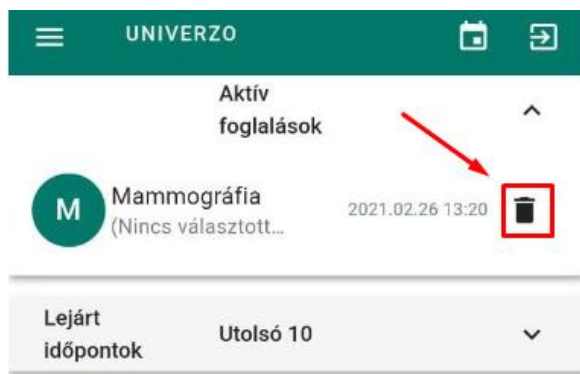 UNIVERZO
Aktív
foglalások
M
Mammográfia
(Nincs választott...
2021.02.26 13:20
Lejárt
időpontok
Utolsó 10